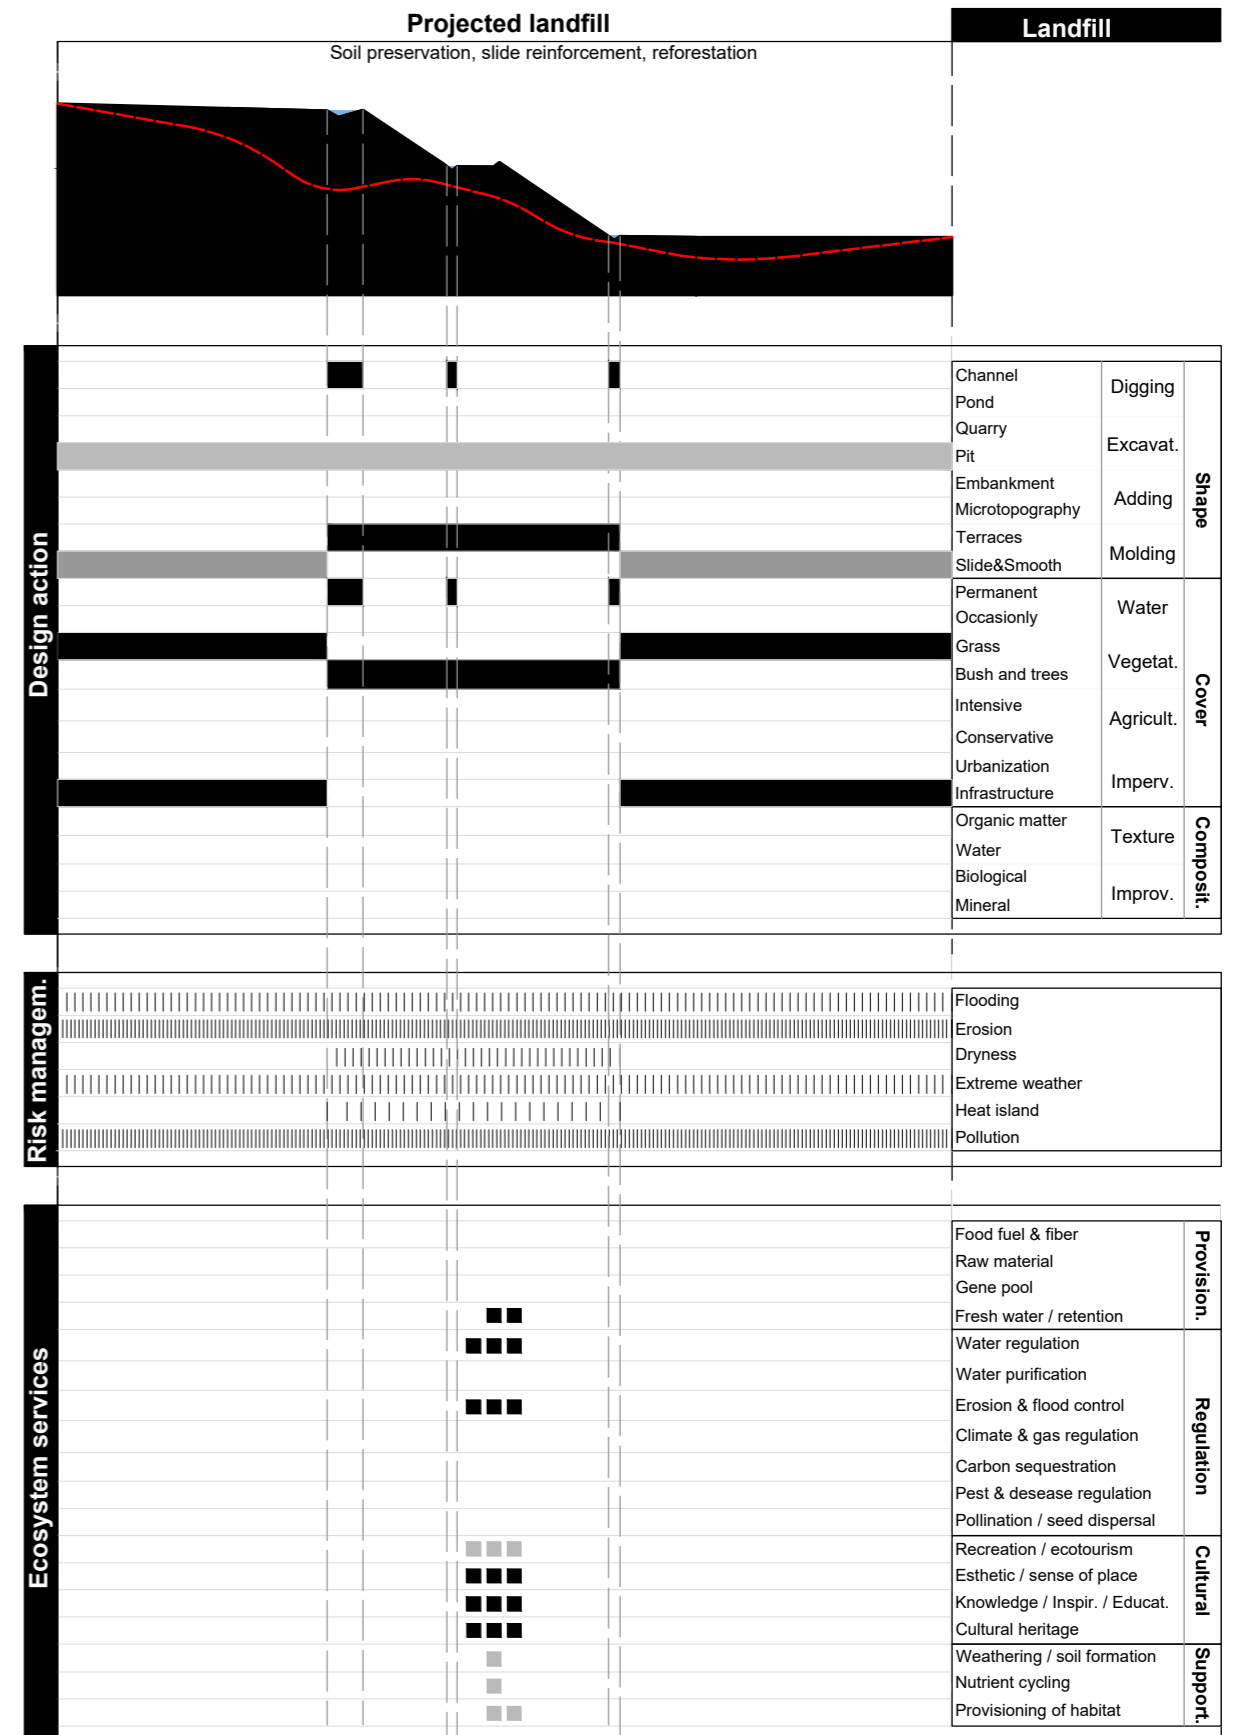 Projected landfill
Landfill
Soil preservation, slide reinforcement, reforestation
Design action
Channel
Pond
Digging
Quarry
Pit
Excavat.
Embankment
Microtopography
Adding
Terraces
Slide&Smooth
Molding
Shape
Permanent
Occasionly
Water
Grass
Bush and trees
Vegetat.
Intensive
Conservative
Agricult.
Urbanization
Infrastructure
Imperv.
Cover
Organic matter
Water
Texture
Biological
Mineral
Improv.
Composit.
Risk managem.
Flooding
Erosion
Dryness
Extreme weather
Heat island
Pollution
Ecosystem services
Food fuel & fiber
Raw material
Gene pool
Fresh water / retention
Provision.
Water regulation
Water purification
Erosion & flood control
Climate & gas regulation
Carbon sequestration
Pest & desease regulation
Pollination / seed dispersal
Regulation
Recreation / ecotourism
Esthetic / sense of place
Knowledge / Inspir. / Educat.
Cultural heritage
Cultural
Weathering / soil formation
Nutrient cycling
Provisioning of habitat
Support.